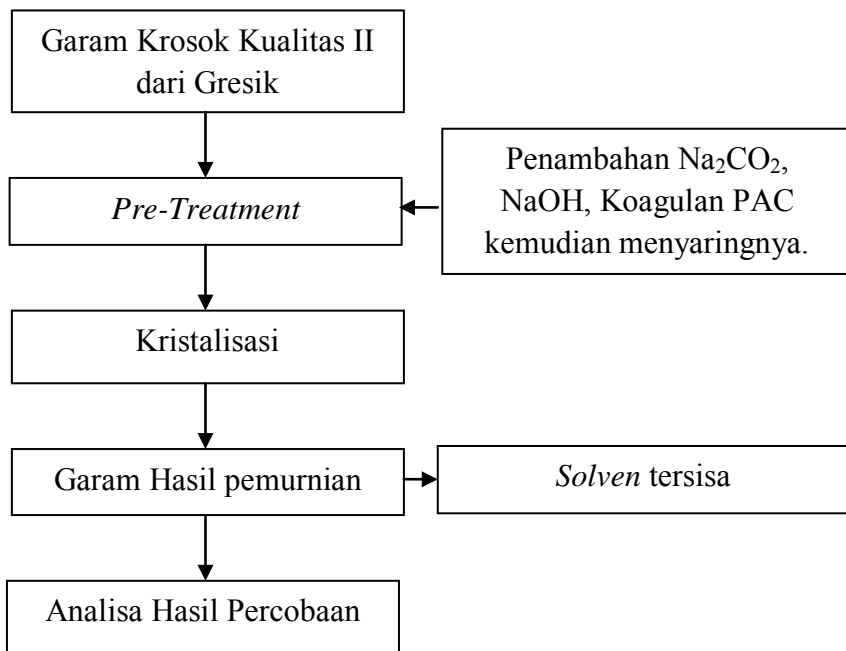 Garam Krosok Kualitas II
dari Gresik
Pre-Treatment
Penambahan Na₂CO₂,
NaOH, Koagulan PAC
kemudian menyaringnya.
Kristalisasi
Garam Hasil pemurnian
Solven tersisa
Analisa Hasil Percobaan